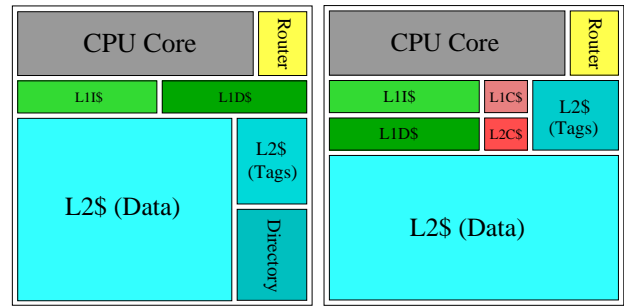 CPU Core
Router
L1I$
L1D$
L2$ (Data)
L2$
(Tags)
Directory
CPU Core
Router
L1I$
L1C$
L2$
(Tags)
L1D$
L2C$
L2$ (Data)